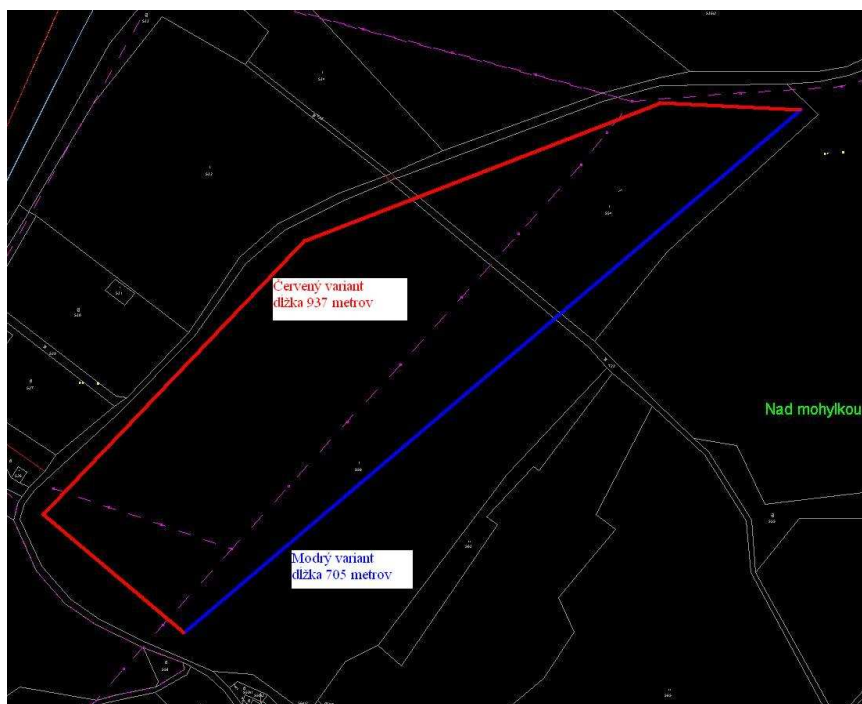 Červený variant
dĺžka 937 metrov
Nad mohylkou
Modrý variant
dĺžka 705 metrov